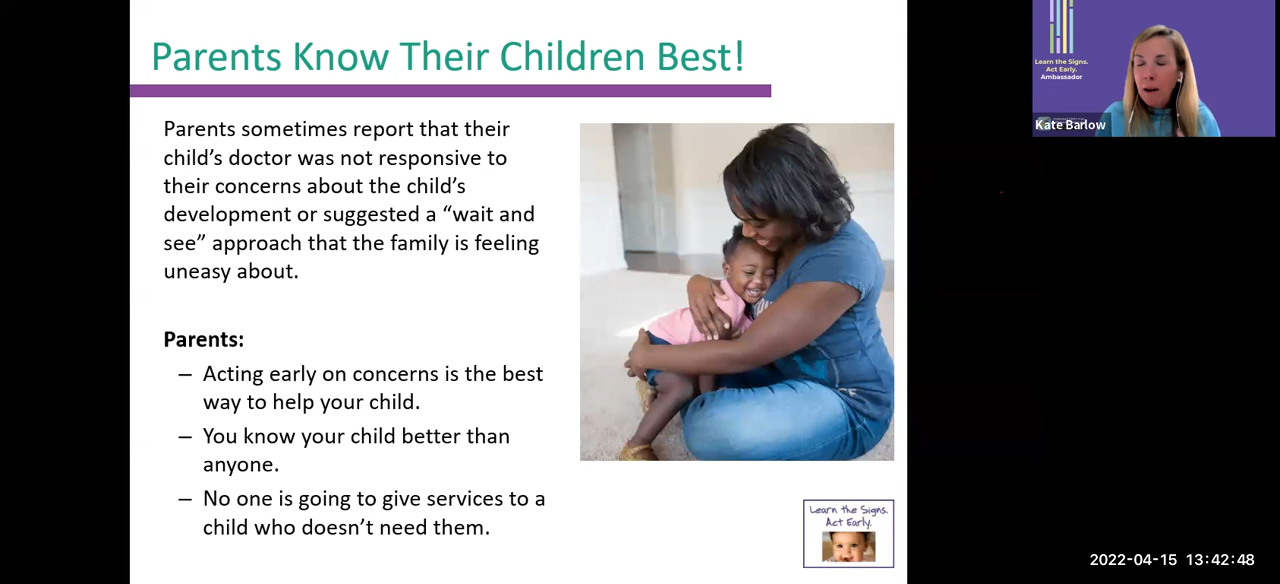 Parents Know Their Children Best!
Parents sometimes report that their
child’s doctor was not responsive to
their concerns about the child’s
development or suggested a “wait and
see” approach that the family is feeling
uneasy about.
Parents:
– Acting early on concerns is the best
way to help your child.
– You know your child better than
anyone.
– No one is going to give services to a
child who doesn’t need them.
Learn the Signs.
Act Early.
Learn the Signs.
Act Early.
Ambassador
Kate Barlow
2022-04-15 13:42:48